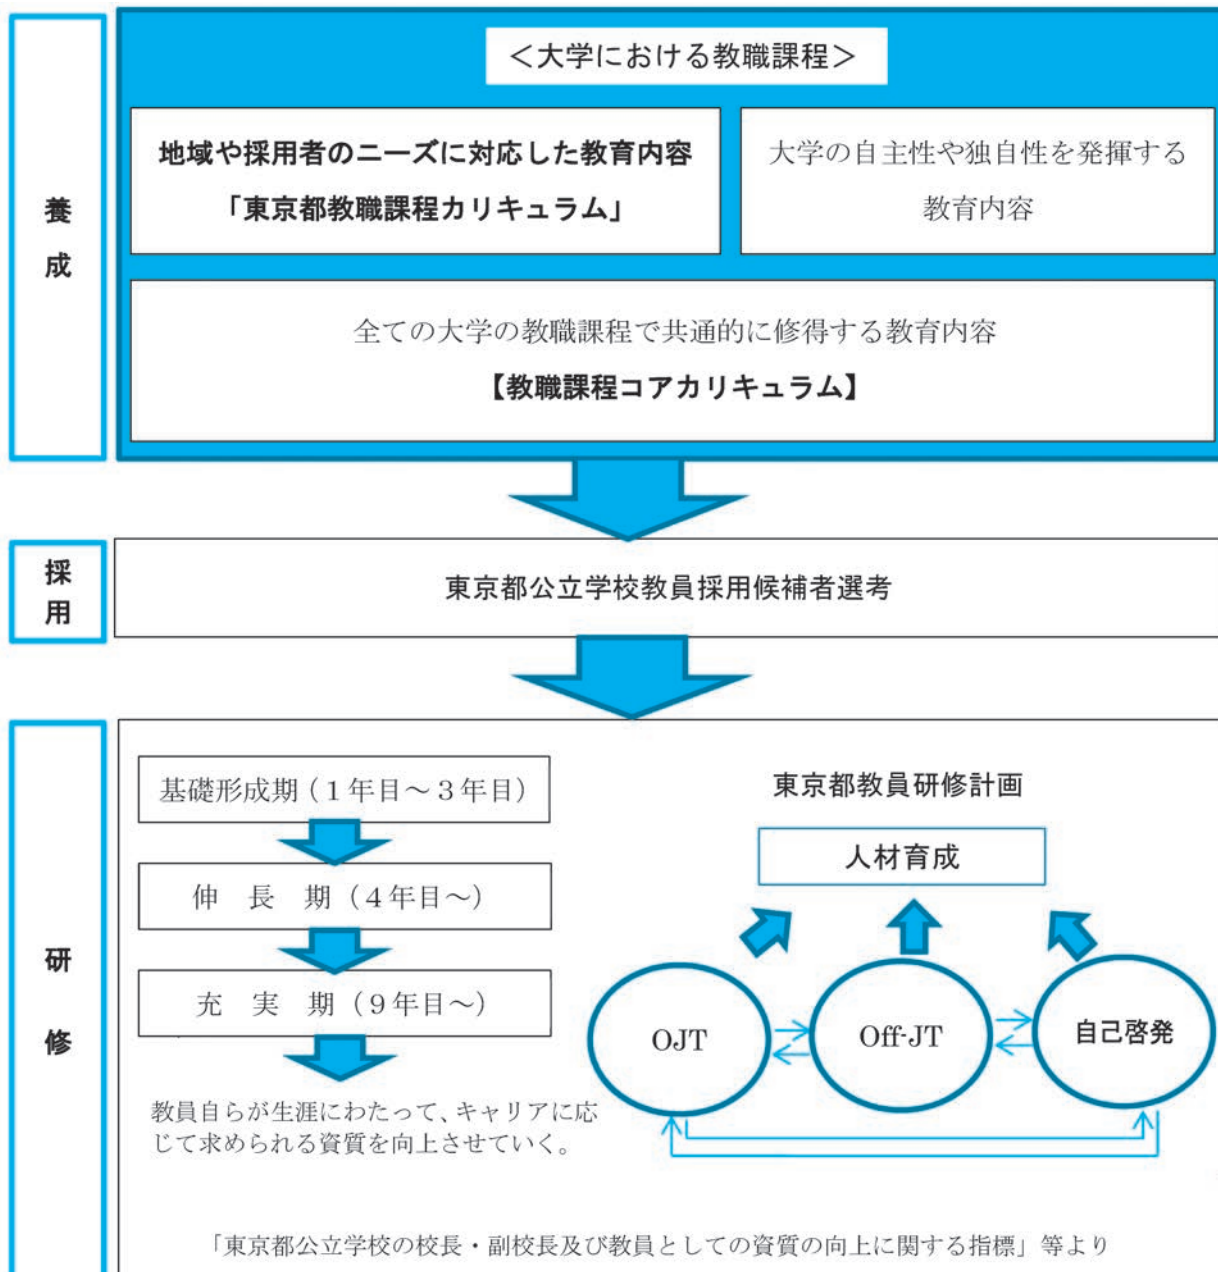 養
成
＜大学における教職課程＞
地域や採用者のニーズに対応した教育内容
「東京都教職課程カリキュラム」
大学の自主性や独自性を発揮する
教育内容
全ての大学の教職課程で共通的に修得する教育内容
【教職課程コアカリキュラム】
採
用
東京都公立学校教員採用候補者選考
研
修
基礎形成期（１年目～３年目）
伸　長　期（４年目～）
充　実　期（９年目～）
教員自らが生涯にわたって、キャリアに応
じて求められる資質を向上させていく。
東京都教員研修計画
人材育成
OJT
Off-JT
自己啓発
「東京都公立学校の校長・副校長及び教員としての資質の向上に関する指標」等より